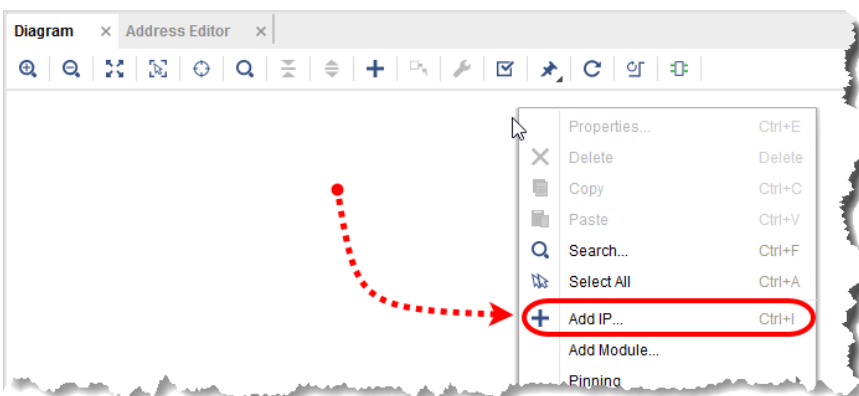 Diagram × Address Editor ×
Properties... Ctrl+E
Delete Delete
Copy Ctrl+C
Paste Ctrl+V
Search... Ctrl+F
Select All Ctrl+A
Add IP... Ctrl+I
Add Module...
Pinning